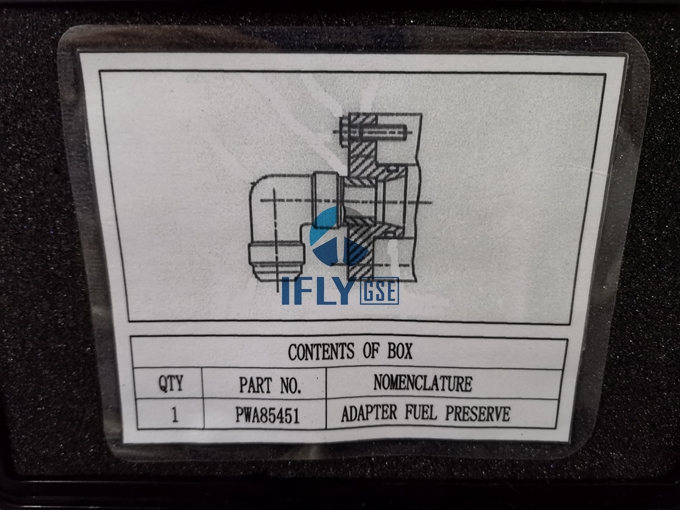 IFLY GSE
CONTENTS OF BOX
QTY PART NO. NOMENCLATURE
1 PWA85451 ADAPTER FUEL PRESERVE